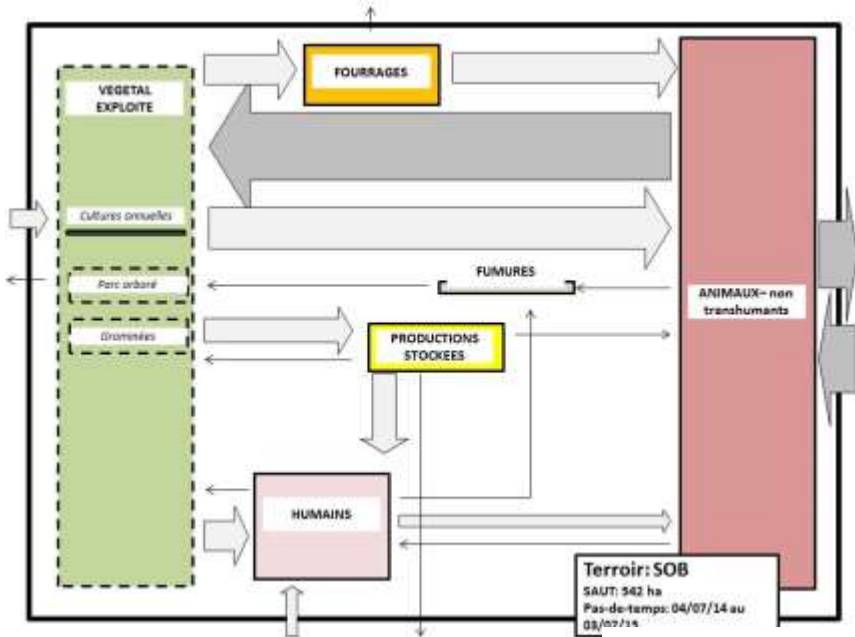 FOURRAGES
VEGETAL
EXPLOITE
Cultures annuelles
FUMURES
Parc arboré
ANIMAUX– non
transhumants
Graminées
PRODUCTIONS
STOCKEES
HUMAINS
Terroir: SOB
SAUT: 542 ha
Pas-de-temps: 04/07/14 au
03/07/15